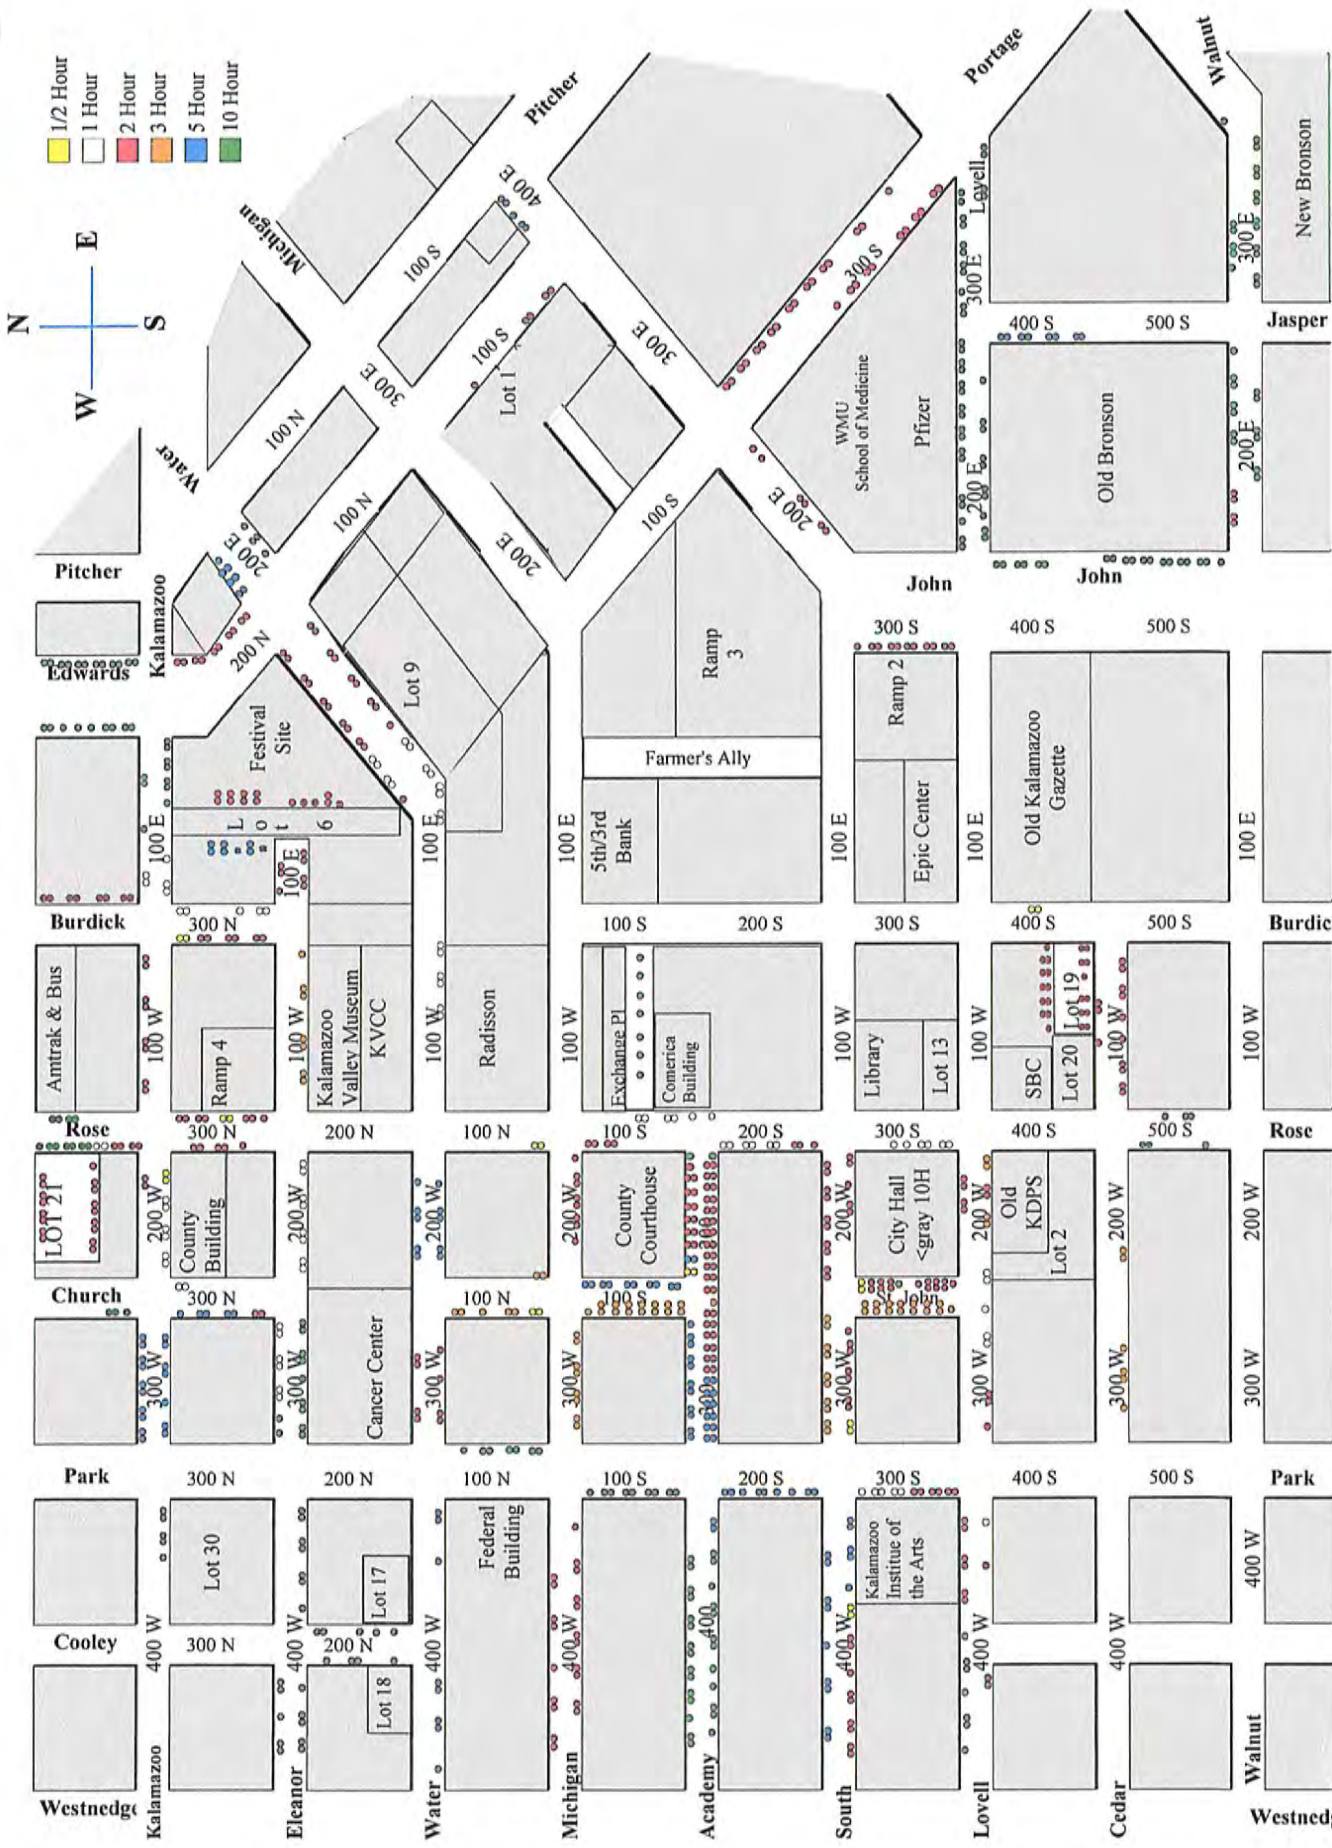 1/2 Hour
1 Hour
2 Hour
3 Hour
5 Hour
10 Hour
N
E
S
W
Pitcher
Michigan
Portage
Walnut
400 E
100 S
New Bronson
Lovell
300 E
300 S
300 E
Water
100 N
300 E
100 S
Lot 1
300 E
400 S
500 S
Jasper
WMU
School of Medicine
Pfizer
Old Bronson
200 E
200 E
Pitcher
Kalamazoo
200 E
100 N
200 E
100 S
200 E
John
John
Edwards
200 N
Lot 9
Ramp
3
300 S
Ramp 2
400 S
500 S
Festival
Site
Farmer's Ally
Old Kalamazoo
Gazette
L o t 6
100 E
100 E
100 E
100 E
5th/3rd
Bank
100 E
Epic Center
100 E
100 E
Burdick
300 N
100 S
200 S
300 S
400 S
500 S
Burdic
Amtrak & Bus
100 W
Ramp 4
100 W
Kalamazoo
Valley Museum
KVCC
100 W
Radisson
100 W
Exchange Pl
Comerica
Building
100 W
Library
Lot 13
100 W
SBC
Lot 19
Lot 20
100 W
100 W
Rose
300 N
200 N
100 N
100 S
200 S
300 S
400 S
500 S
Rose
LOT 21
200 W
County
Building
200 W
200 W
200 W
County
Courthouse
200 W
City Hall
<gray 10H
200 W
Old
KDPS
Lot 2
200 W
200 W
Church
300 N
100 N
100 S
St. John
300 W
300 W
Cancer Center
300 W
300 W
300
300 W
300 W
300 W
300 W
Park
300 N
200 N
100 N
100 S
200 S
300 S
400 S
500 S
Park
Lot 30
Lot 17
Federal
Building
Kalamazoo
Institue of
the Arts
400 W
Cooley
400 W
300 N
400 W
200 N
400 W
400 W
400
400 W
400 W
400 W
Lot 18
Westnedge
Kalamazoo
Eleanor
Water
Michigan
Academy
South
Lovell
Cedar
Walnut
Westned